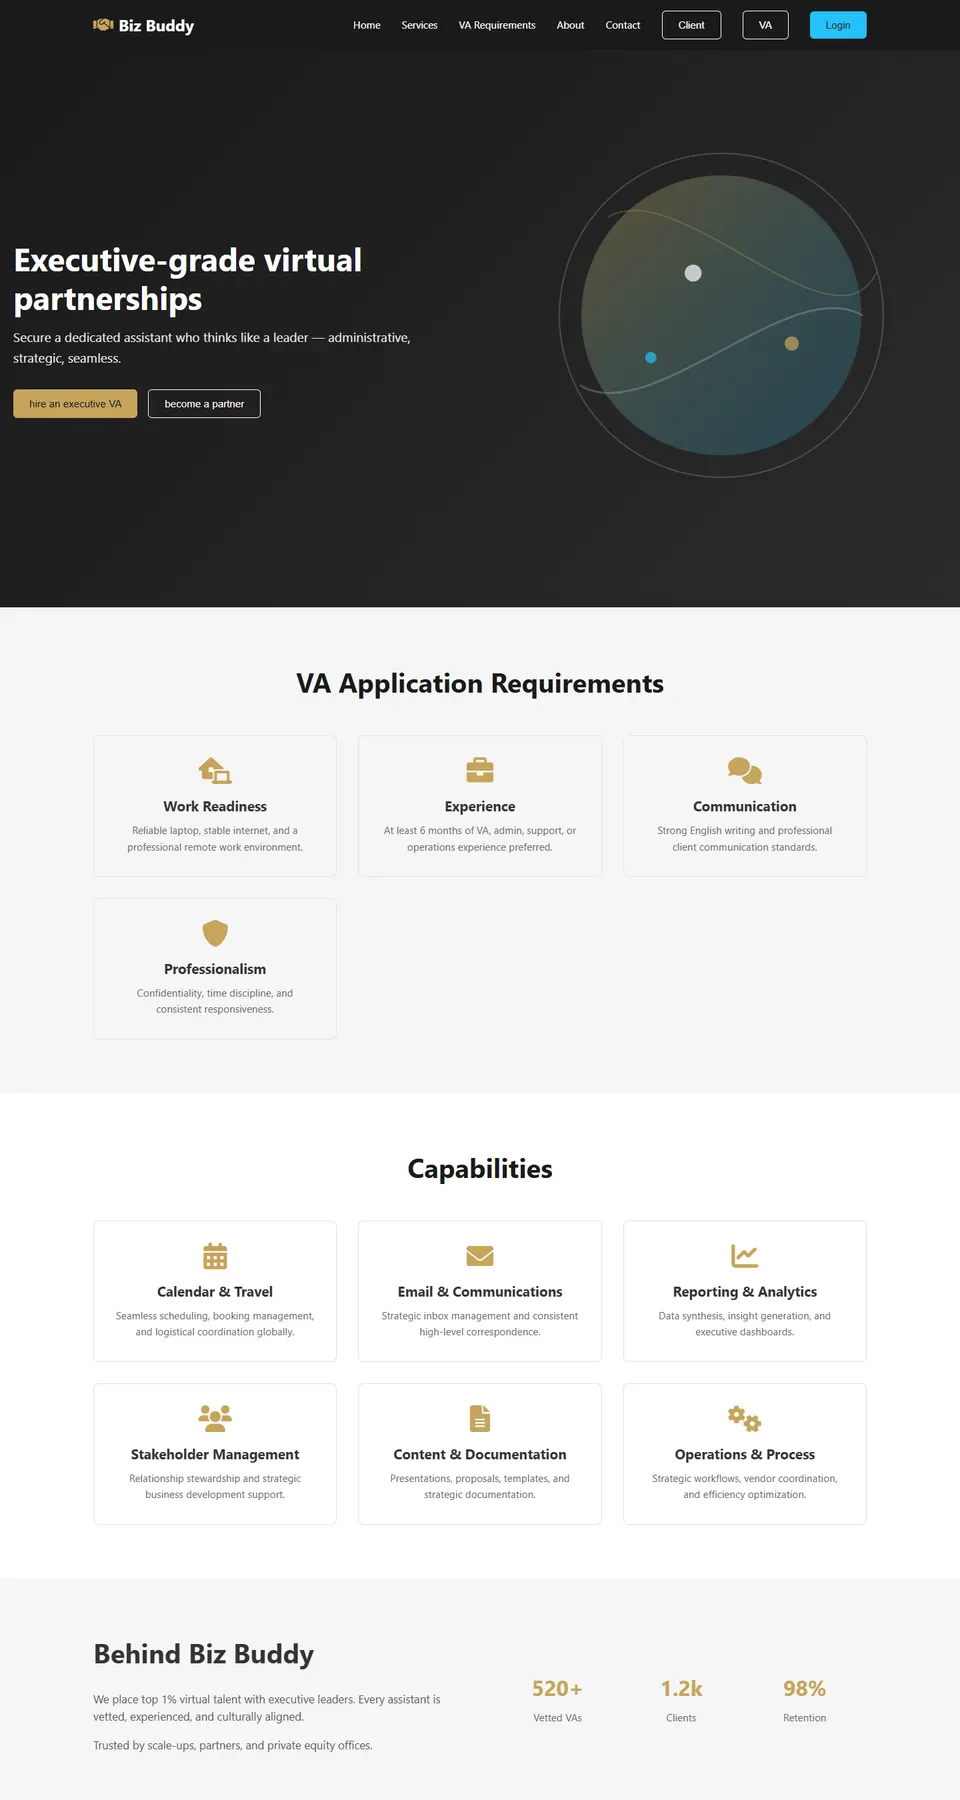 Biz Buddy
Home
Services
VA Requirements
About
Contact
Client
VA
Login
Executive-grade virtual
partnerships
Secure a dedicated assistant who thinks like a leader — administrative,
strategic, seamless.
hire an executive VA
become a partner
VA Application Requirements
Work Readiness
Reliable laptop, stable internet, and a
professional remote work environment.
Experience
At least 6 months of VA, admin, support, or
operations experience preferred.
Communication
Strong English writing and professional
client communication standards.
Professionalism
Confidentiality, time discipline, and
consistent responsiveness.
Capabilities
Calendar & Travel
Seamless scheduling, booking management,
and logistical coordination globally.
Email & Communications
Strategic inbox management and consistent
high-level correspondence.
Reporting & Analytics
Data synthesis, insight generation, and
executive dashboards.
Stakeholder Management
Relationship stewardship and strategic
business development support.
Content & Documentation
Presentations, proposals, templates, and
strategic documentation.
Operations & Process
Strategic workflows, vendor coordination,
and efficiency optimization.
Behind Biz Buddy
We place top 1% virtual talent with executive leaders. Every assistant is
vetted, experienced, and culturally aligned.
Trusted by scale-ups, partners, and private equity offices.
520+
Vetted VAs
1.2k
Clients
98%
Retention